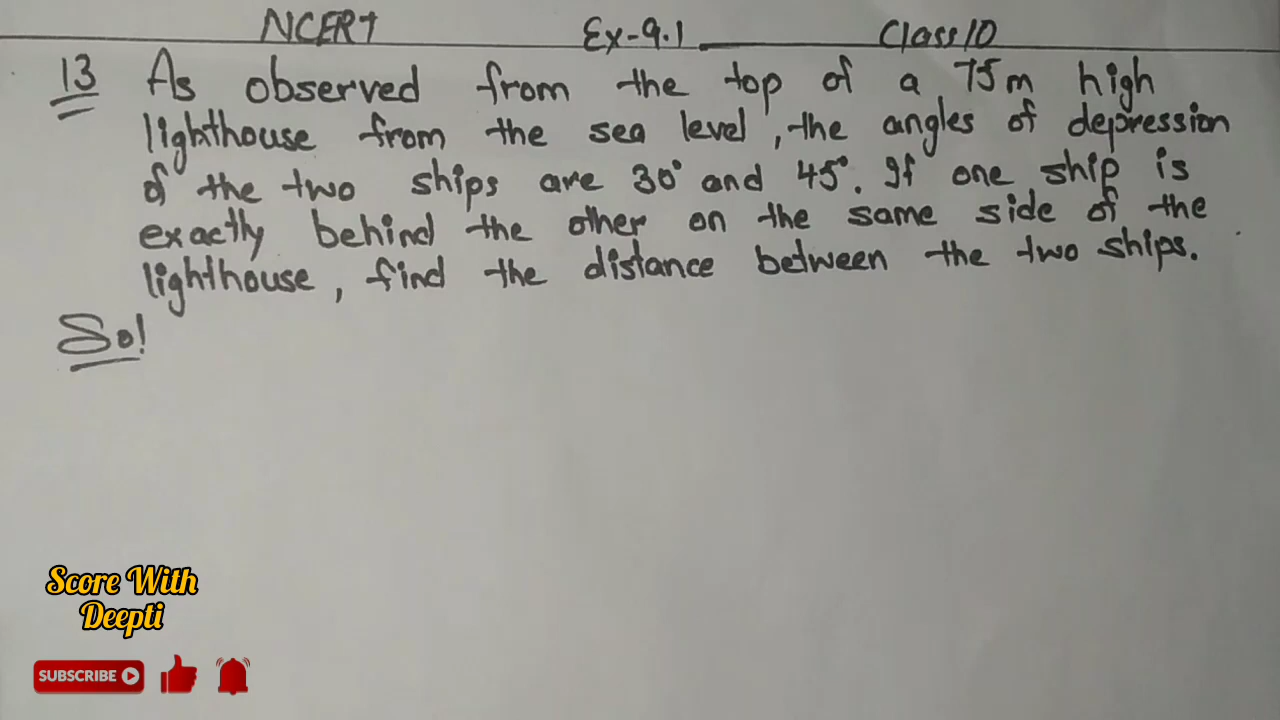 NCERT Ex-9.1 Class 10
13 As observed from the top of a 75m high
lighthouse from the sea level, the angles of depression
of the two ships are 30° and 45°. If one ship is
exactly behind the other on the same side of the
lighthouse, find the distance between the two ships.
Sol
Score With
Deepti
SUBSCRIBE